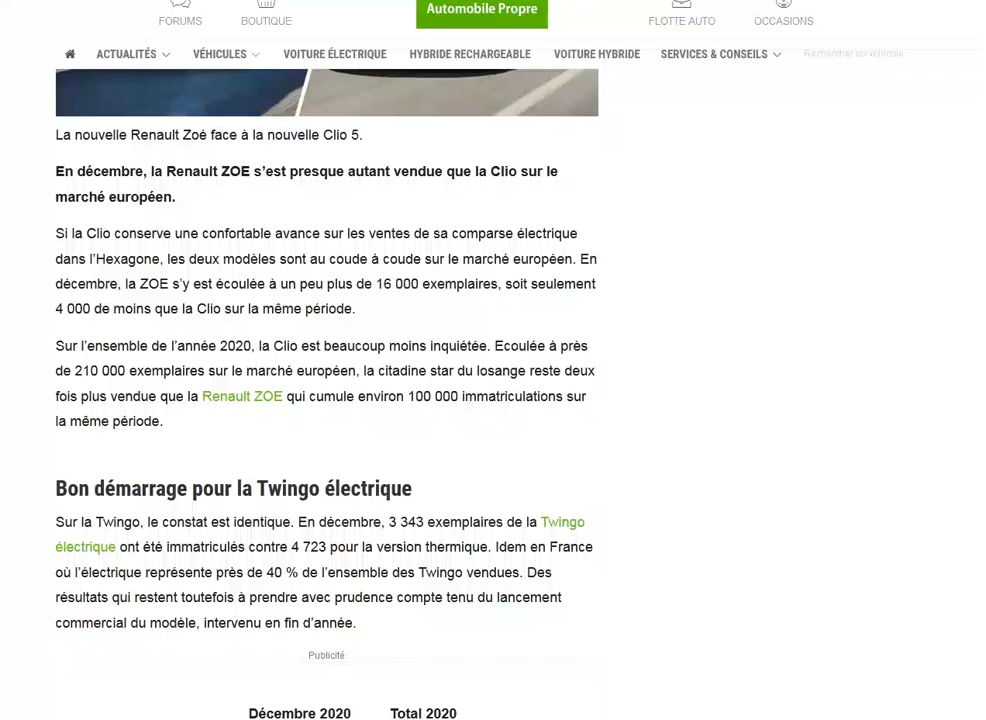 FORUMS BOUTIQUE Automobile Propre FLOTTE AUTO OCCASIONS
ACTUALITÉS VÉHICULES VOITURE ÉLECTRIQUE HYBRIDE RECHARGEABLE VOITURE HYBRIDE SERVICES & CONSEILS Rechercher un véhicule
La nouvelle Renault Zoé face à la nouvelle Clio 5.
En décembre, la Renault ZOE s’est presque autant vendue que la Clio sur le
marché européen.
Si la Clio conserve une confortable avance sur les ventes de sa comparse électrique
dans l’Hexagone, les deux modèles sont au coude à coude sur le marché européen. En
décembre, la ZOE s’y est écoulée à un peu plus de 16 000 exemplaires, soit seulement
4 000 de moins que la Clio sur la même période.
Sur l’ensemble de l’année 2020, la Clio est beaucoup moins inquiétée. Ecoulée à près
de 210 000 exemplaires sur le marché européen, la citadine star du losange reste deux
fois plus vendue que la Renault ZOE qui cumule environ 100 000 immatriculations sur
la même période.
Bon démarrage pour la Twingo électrique
Sur la Twingo, le constat est identique. En décembre, 3 343 exemplaires de la Twingo
électrique ont été immatriculés contre 4 723 pour la version thermique. Idem en France
où l’électrique représente près de 40 % de l’ensemble des Twingo vendues. Des
résultats qui restent toutefois à prendre avec prudence compte tenu du lancement
commercial du modèle, intervenu en fin d’année.
Publicité
Décembre 2020 Total 2020